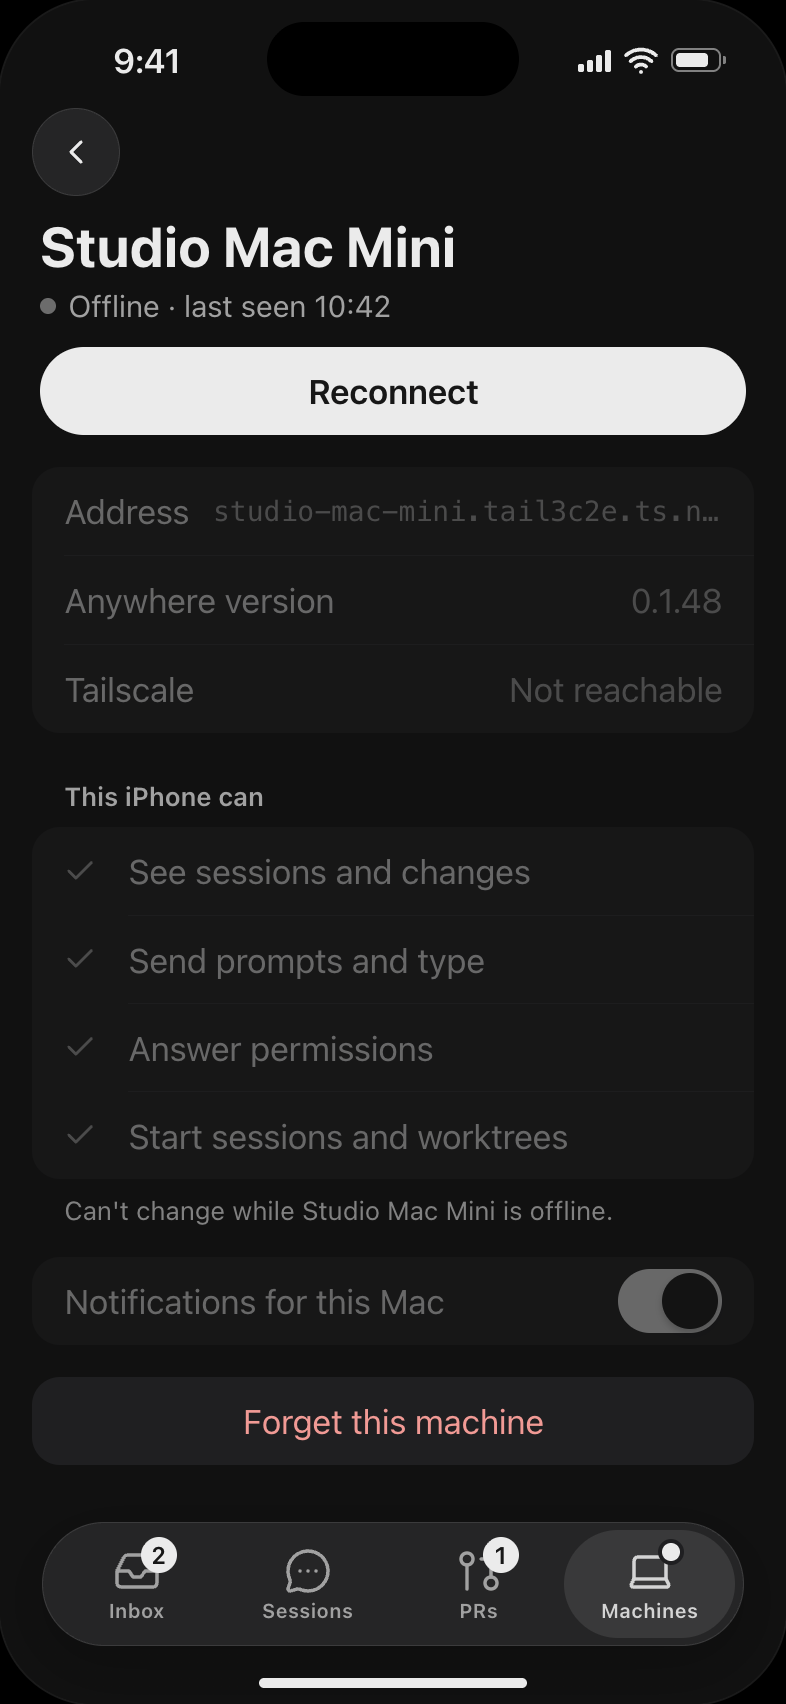 9:41
Studio Mac Mini
Offline · last seen 10:42
Reconnect
Address studio-mac-mini.tail3c2e.ts.n…
Anywhere version 0.1.48
Tailscale Not reachable
This iPhone can
See sessions and changes
Send prompts and type
Answer permissions
Start sessions and worktrees
Can't change while Studio Mac Mini is offline.
Notifications for this Mac
Forget this machine
2 1
Inbox Sessions PRs Machines